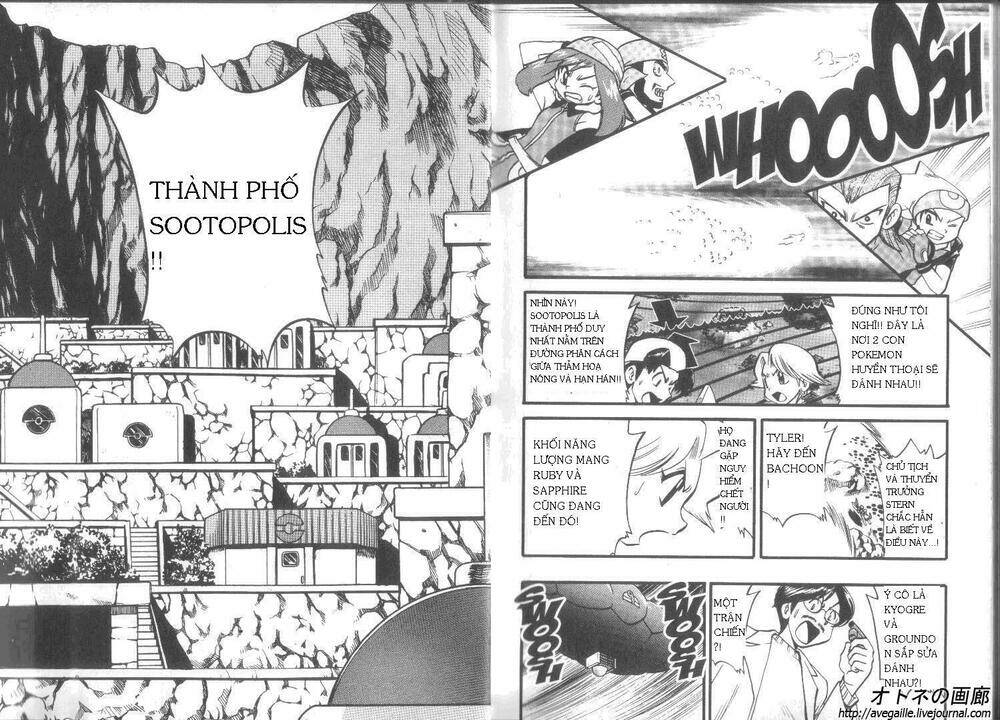 WHOOOOSH
ĐÚNG NHƯ TÔI
NGHĨ!! ĐÂY LÀ
NƠI 2 CON
POKEMON
HUYỀN THOẠI SẼ
ĐÁNH NHAU!!
NHÌN NÀY!
SOOTOPOLIS LÀ
THÀNH PHỐ DUY
NHẤT NẰM TRÊN
ĐƯỜNG PHÂN CÁCH
GIỮA THẢM HOẠ
NÓNG VÀ HẠN HÁN!!
CHỦ TỊCH
VÀ THUYỀN
TRƯỞNG
STERN
CHẮC HẲN
LÀ BIẾT VỀ
ĐIỀU NÀY...!
TYLER!
HÃY ĐẾN
BACHOON
!
HỌ
ĐANG
GẶP
NGUY
HIỂM
CHẾT
NGƯỜI
!!
KHỐI NĂNG
LƯỢNG MANG
RUBY VÀ
SAPPHIRE
CŨNG ĐANG
ĐẾN ĐÓ!
Ý CÔ LÀ
KYOGRE
VÀ
GROUNDO
N SẮP SỬA
ĐÁNH
NHAU?!
MỘT
TRẬN
CHIẾN
?!
SWOOSH
SWOOSH
THÀNH PHỐ
SOOTOPOLIS
!!
オトネの画廊
http://avegaille.livejournal.com